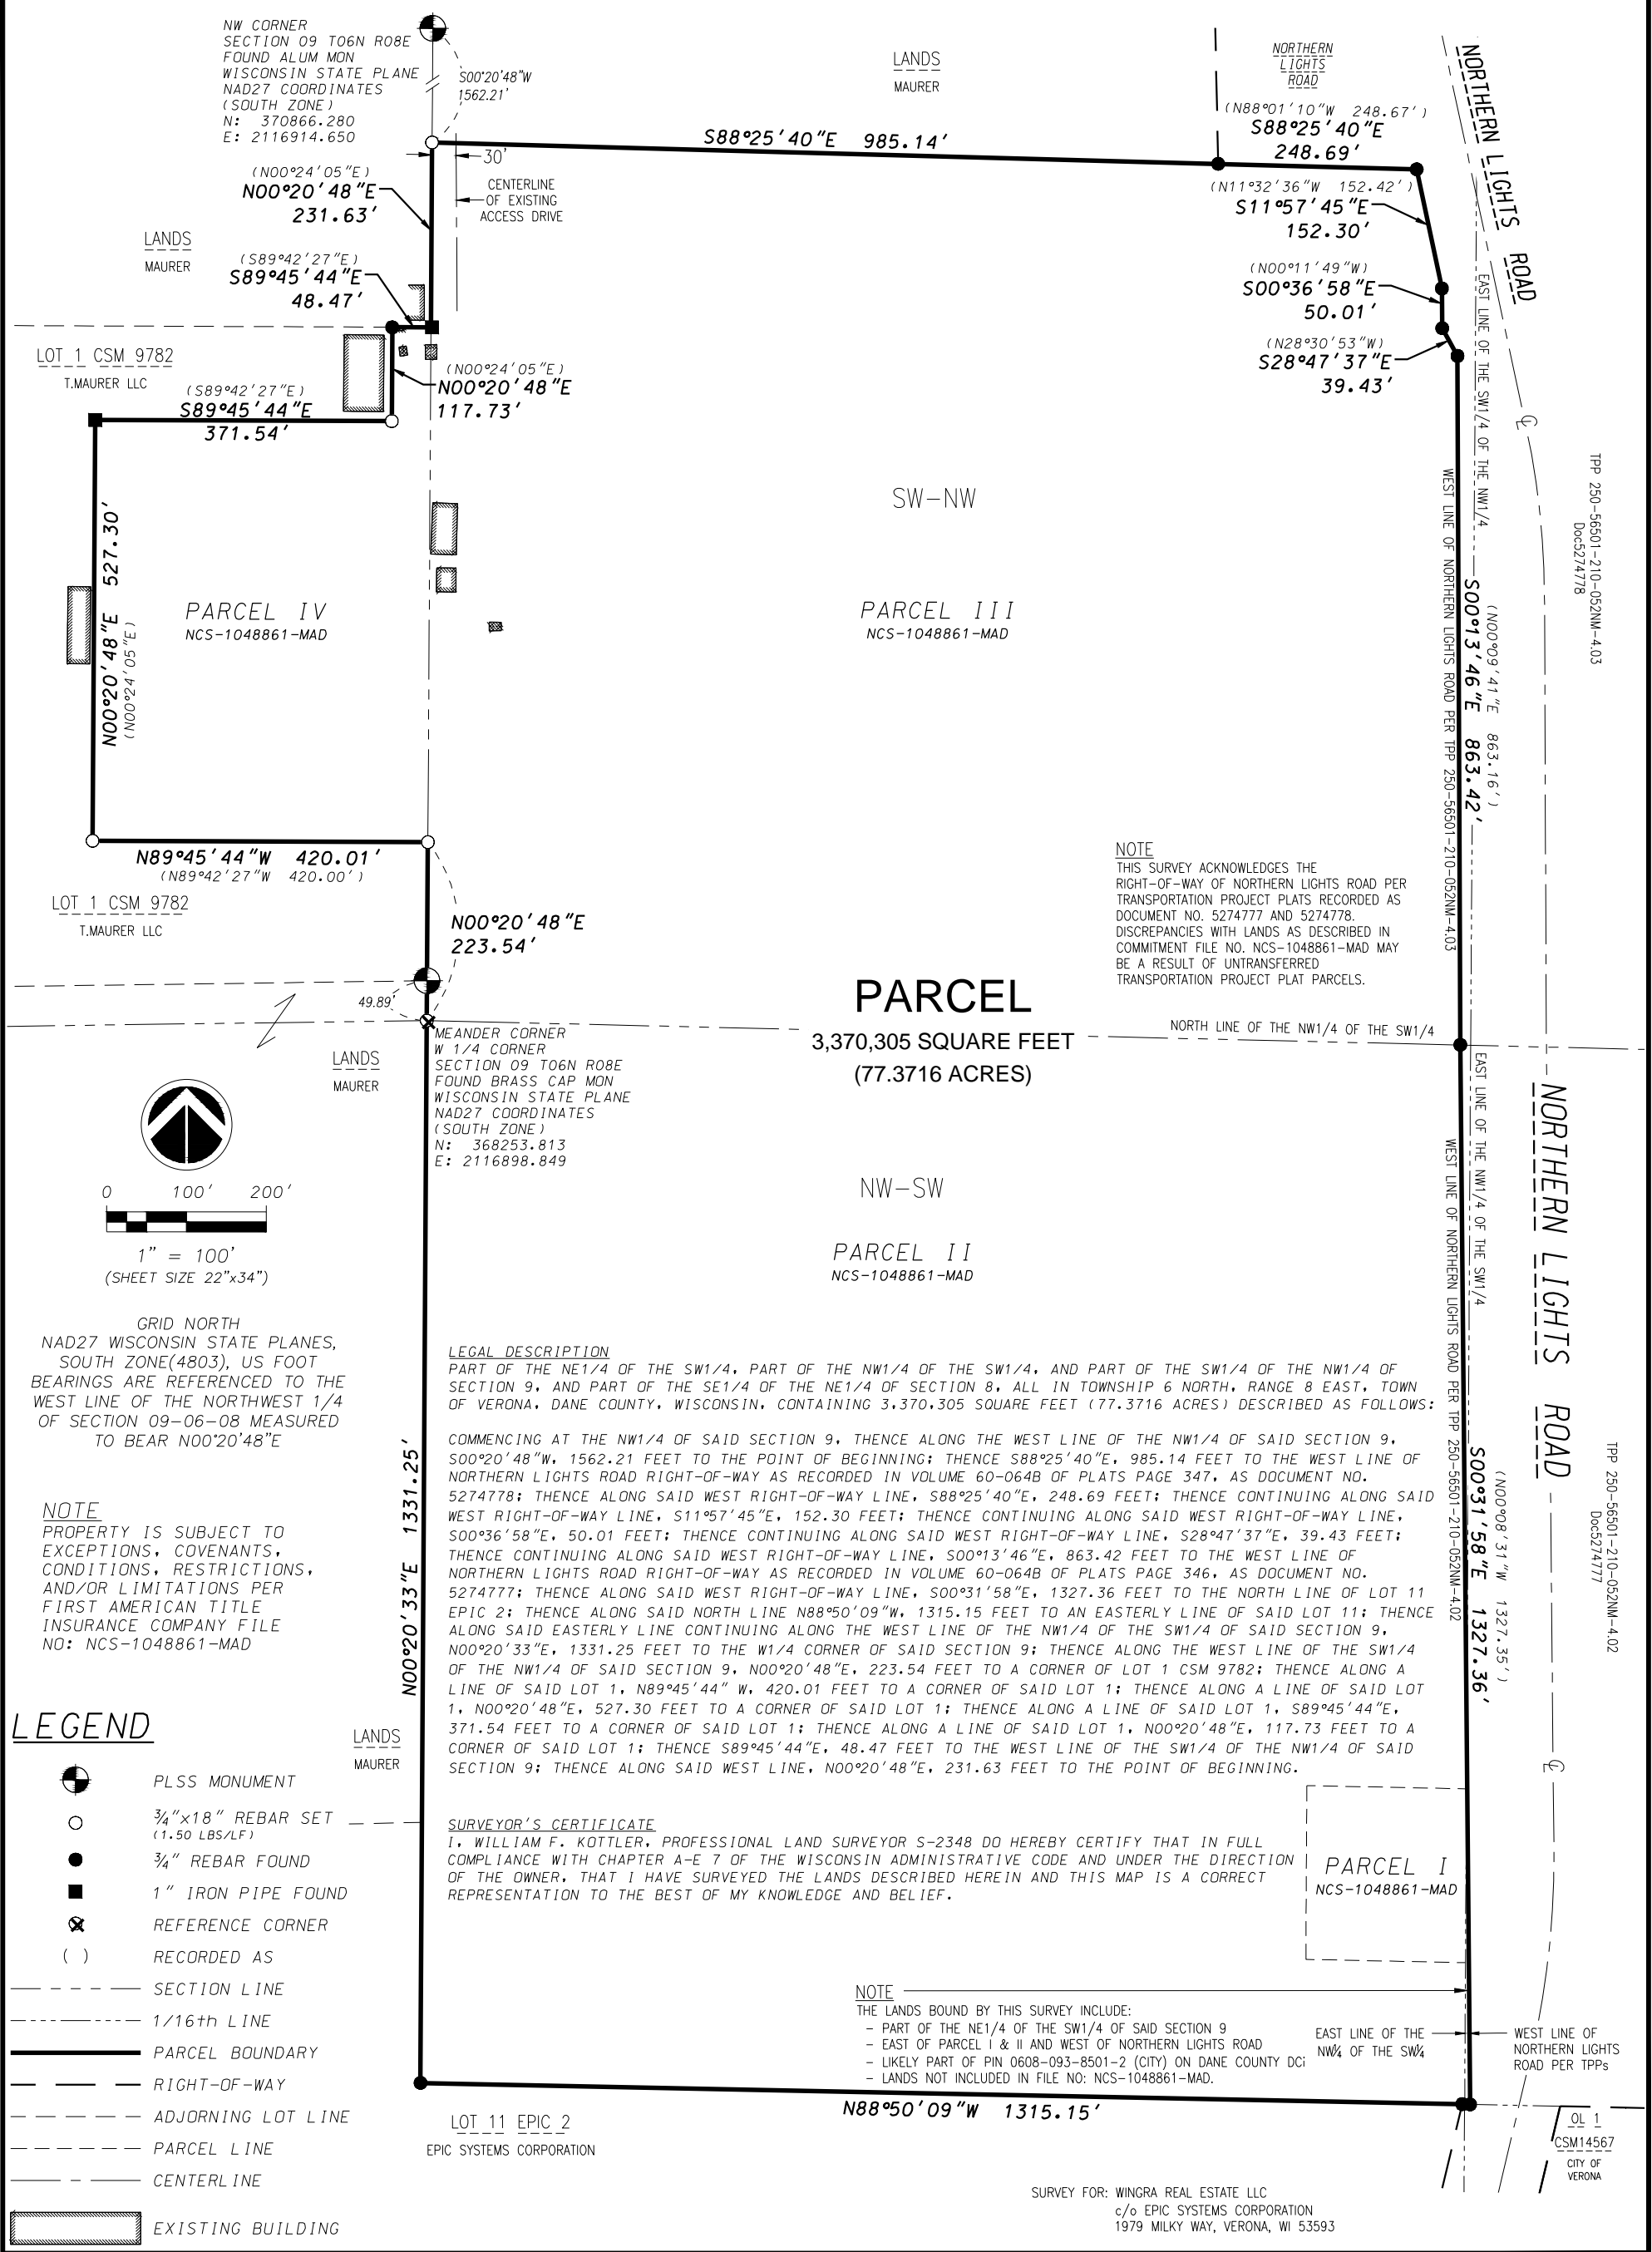 NW CORNER
SECTION 09 T06N R08E
FOUND ALUM MON
WISCONSIN STATE PLANE
NAD27 COORDINATES
(SOUTH ZONE)
N: 370866.280
E: 2116914.650
S00°20'48"W
1562.21'
LANDS
MAURER
NORTHERN
LIGHTS
ROAD
(N88°01'10"W 248.67')
S88°25'40"E
248.69'
NORTHERN LIGHTS ROAD
S88°25'40"E 985.14'
30'
CENTERLINE
OF EXISTING
ACCESS DRIVE
(N00°24'05"E)
N00°20'48"E
231.63'
(N11°32'36"W 152.42')
S11°57'45"E
152.30'
LANDS
MAURER
(S89°42'27"E)
S89°45'44"E
48.47'
(N00°11'49"W)
S00°36'58"E
50.01'
(N28°30'53"W)
S28°47'37"E
39.43'
LOT 1 CSM 9782
T.MAURER LLC
(S89°42'27"E)
S89°45'44"E
371.54'
(N00°24'05"E)
N00°20'48"E
117.73'
EAST LINE OF THE SW1/4 OF THE NW1/4
WEST LINE OF NORTHERN LIGHTS ROAD PER TPP 250-56501-210-052NM-4.03
TPP 250-56501-210-052NM-4.03
Doc5274778
SW-NW
N00°20'48"E 527.30'
(N00°24'05"E)
PARCEL IV
NCS-1048861-MAD
PARCEL III
NCS-1048861-MAD
(N00°09'41"E 863.16')
S00°13'46"E 863.42'
N89°45'44"W 420.01'
(N89°42'27"W 420.00')
LOT 1 CSM 9782
T.MAURER LLC
N00°20'48"E
223.54'
NOTE
THIS SURVEY ACKNOWLEDGES THE
RIGHT-OF-WAY OF NORTHERN LIGHTS ROAD PER
TRANSPORTATION PROJECT PLATS RECORDED AS
DOCUMENT NO. 5274777 AND 5274778.
DISCREPANCIES WITH LANDS AS DESCRIBED IN
COMMITMENT FILE NO. NCS-1048861-MAD MAY
BE A RESULT OF UNTRANSFERRED
TRANSPORTATION PROJECT PLAT PARCELS.
49.89'
PARCEL
3,370,305 SQUARE FEET
(77.3716 ACRES)
NORTH LINE OF THE NW1/4 OF THE SW1/4
MEANDER CORNER
W 1/4 CORNER
SECTION 09 T06N R08E
FOUND BRASS CAP MON
WISCONSIN STATE PLANE
NAD27 COORDINATES
(SOUTH ZONE)
N: 368253.813
E: 2116898.849
LANDS
MAURER
EAST LINE OF THE NW1/4 OF THE SW1/4
WEST LINE OF NORTHERN LIGHTS ROAD PER TPP 250-56501-210-052NM-4.02
NORTHERN LIGHTS ROAD
NW-SW
PARCEL II
NCS-1048861-MAD
0 100' 200'
1" = 100'
(SHEET SIZE 22"x34")
GRID NORTH
NAD27 WISCONSIN STATE PLANES,
SOUTH ZONE(4803), US FOOT
BEARINGS ARE REFERENCED TO THE
WEST LINE OF THE NORTHWEST 1/4
OF SECTION 09-06-08 MEASURED
TO BEAR N00°20'48"E
N00°20'33"E 1331.25'
(N00°08'31"W 1327.35')
S00°31'58"E 1327.36'
TPP 250-56501-210-052NM-4.02
Doc5274777
LEGAL DESCRIPTION
PART OF THE NE1/4 OF THE SW1/4, PART OF THE NW1/4 OF THE SW1/4, AND PART OF THE SW1/4 OF THE NW1/4 OF
SECTION 9, AND PART OF THE SE1/4 OF THE NE1/4 OF SECTION 8, ALL IN TOWNSHIP 6 NORTH, RANGE 8 EAST, TOWN
OF VERONA, DANE COUNTY, WISCONSIN, CONTAINING 3,370,305 SQUARE FEET (77.3716 ACRES) DESCRIBED AS FOLLOWS:
COMMENCING AT THE NW1/4 OF SAID SECTION 9, THENCE ALONG THE WEST LINE OF THE NW1/4 OF SAID SECTION 9,
S00°20'48"W, 1562.21 FEET TO THE POINT OF BEGINNING; THENCE S88°25'40"E, 985.14 FEET TO THE WEST LINE OF
NORTHERN LIGHTS ROAD RIGHT-OF-WAY AS RECORDED IN VOLUME 60-064B OF PLATS PAGE 347, AS DOCUMENT NO.
5274778; THENCE ALONG SAID WEST RIGHT-OF-WAY LINE, S88°25'40"E, 248.69 FEET; THENCE CONTINUING ALONG SAID
WEST RIGHT-OF-WAY LINE, S11°57'45"E, 152.30 FEET; THENCE CONTINUING ALONG SAID WEST RIGHT-OF-WAY LINE,
S00°36'58"E, 50.01 FEET; THENCE CONTINUING ALONG SAID WEST RIGHT-OF-WAY LINE, S28°47'37"E, 39.43 FEET;
THENCE CONTINUING ALONG SAID WEST RIGHT-OF-WAY LINE, S00°13'46"E, 863.42 FEET TO THE WEST LINE OF
NORTHERN LIGHTS ROAD RIGHT-OF-WAY AS RECORDED IN VOLUME 60-064B OF PLATS PAGE 346, AS DOCUMENT NO.
5274777; THENCE ALONG SAID WEST RIGHT-OF-WAY LINE, S00°31'58"E, 1327.36 FEET TO THE NORTH LINE OF LOT 11
EPIC 2; THENCE ALONG SAID NORTH LINE N88°50'09"W, 1315.15 FEET TO AN EASTERLY LINE OF SAID LOT 11; THENCE
ALONG SAID EASTERLY LINE CONTINUING ALONG THE WEST LINE OF THE NW1/4 OF THE SW1/4 OF SAID SECTION 9,
N00°20'33"E, 1331.25 FEET TO THE W1/4 CORNER OF SAID SECTION 9; THENCE ALONG THE WEST LINE OF THE SW1/4
OF THE NW1/4 OF SAID SECTION 9, N00°20'48"E, 223.54 FEET TO A CORNER OF LOT 1 CSM 9782; THENCE ALONG A
LINE OF SAID LOT 1, N89°45'44" W, 420.01 FEET TO A CORNER OF SAID LOT 1; THENCE ALONG A LINE OF SAID LOT
1, N00°20'48"E, 527.30 FEET TO A CORNER OF SAID LOT 1; THENCE ALONG A LINE OF SAID LOT 1, S89°45'44"E,
371.54 FEET TO A CORNER OF SAID LOT 1; THENCE ALONG A LINE OF SAID LOT 1, N00°20'48"E, 117.73 FEET TO A
CORNER OF SAID LOT 1; THENCE S89°45'44"E, 48.47 FEET TO THE WEST LINE OF THE SW1/4 OF THE NW1/4 OF SAID
SECTION 9; THENCE ALONG SAID WEST LINE, N00°20'48"E, 231.63 FEET TO THE POINT OF BEGINNING.
NOTE
PROPERTY IS SUBJECT TO
EXCEPTIONS, COVENANTS,
CONDITIONS, RESTRICTIONS,
AND/OR LIMITATIONS PER
FIRST AMERICAN TITLE
INSURANCE COMPANY FILE
NO: NCS-1048861-MAD
LANDS
MAURER
SURVEYOR'S CERTIFICATE
I, WILLIAM F. KOTTLER, PROFESSIONAL LAND SURVEYOR S-2348 DO HEREBY CERTIFY THAT IN FULL
COMPLIANCE WITH CHAPTER A-E 7 OF THE WISCONSIN ADMINISTRATIVE CODE AND UNDER THE DIRECTION
OF THE OWNER, THAT I HAVE SURVEYED THE LANDS DESCRIBED HEREIN AND THIS MAP IS A CORRECT
REPRESENTATION TO THE BEST OF MY KNOWLEDGE AND BELIEF.
PARCEL I
NCS-1048861-MAD
LEGEND
PLSS MONUMENT
¾"x18" REBAR SET
(1.50 LBS/LF)
¾" REBAR FOUND
1" IRON PIPE FOUND
REFERENCE CORNER
( ) RECORDED AS
SECTION LINE
1/16th LINE
PARCEL BOUNDARY
RIGHT-OF-WAY
ADJORNING LOT LINE
PARCEL LINE
CENTERLINE
EXISTING BUILDING
NOTE
THE LANDS BOUND BY THIS SURVEY INCLUDE:
- PART OF THE NE1/4 OF THE SW1/4 OF SAID SECTION 9
- EAST OF PARCEL I & II AND WEST OF NORTHERN LIGHTS ROAD
- LIKELY PART OF PIN 0608-093-8501-2 (CITY) ON DANE COUNTY DCi
- LANDS NOT INCLUDED IN FILE NO: NCS-1048861-MAD.
EAST LINE OF THE
NW¼ OF THE SW¼
WEST LINE OF
NORTHERN LIGHTS
ROAD PER TPPs
N88°50'09"W 1315.15'
LOT 11 EPIC 2
EPIC SYSTEMS CORPORATION
OL 1
CSM14567
CITY OF
VERONA
SURVEY FOR: WINGRA REAL ESTATE LLC
c/o EPIC SYSTEMS CORPORATION
1979 MILKY WAY, VERONA, WI 53593